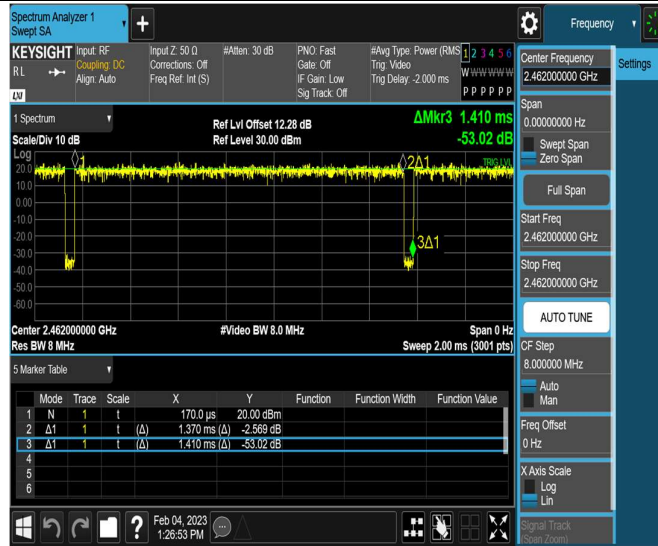 Spectrum Analyzer 1
Swept SA
+
Frequency
KEYSIGHT
RL
LXI
Input: RF
Coupling: DC
Align: Auto
Input Z: 50 Ω
Corrections: Off
Freq Ref: Int (S)
#Atten: 30 dB
PNO: Fast
Gate: Off
IF Gain: Low
Sig Track: Off
#Avg Type: Power (RMS
Trig: Video
Trig Delay: -2.000 ms
1 2 3 4 5 6
W W W W W W
P P P P P P
1 Spectrum
Scale/Div 10 dB
Ref Lvl Offset 12.28 dB
Ref Level 30.00 dBm
ΔMkr3 1.410 ms
-53.02 dB
Log
1
2Δ1
TRIG LVL
20.0
10.0
0.00
-10.0
-20.0
3Δ1
-30.0
-40.0
-50.0
-60.0
Center 2.462000000 GHz
Res BW 8 MHz
#Video BW 8.0 MHz
Span 0 Hz
Sweep 2.00 ms (3001 pts)
5 Marker Table
Mode Trace Scale X Y Function Function Width Function Value
1 N 1 t 170.0 µs 20.00 dBm
2 Δ1 1 t (Δ) 1.370 ms (Δ) -2.569 dB
3 Δ1 1 t (Δ) 1.410 ms (Δ) -53.02 dB
4
5
6
Feb 04, 2023
1:26:53 PM
Center Frequency
2.462000000 GHz
Settings
Span
0.00000000 Hz
Swept Span
Zero Span
Full Span
Start Freq
2.462000000 GHz
Stop Freq
2.462000000 GHz
AUTO TUNE
CF Step
8.000000 MHz
Auto
Man
Freq Offset
0 Hz
X Axis Scale
Log
Lin
Signal Track
(Span Zoom)